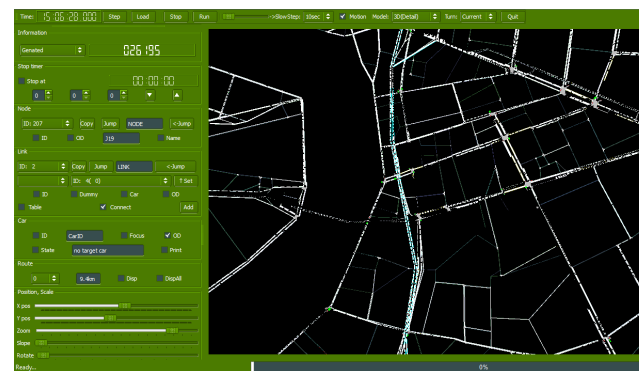 Time: 15:06:28:000 Step Load Stop Run ->SlowStep: 10sec Motion Model: 3D(Detail) Turn: Current Quit
Information
Genated 026195
Stop timer
Stop at 00-00-00
0 0 0
Node
ID: 207 Copy Jump NODE <-Jump
ID OD J19 Name
Link
ID: 2 Copy Jump LINK <-Jump
ID: 4( 0) ↑Set
ID Dummy Car OD
Table Connect Add
Car
ID CarID Focus OD
State no target car Print
Route
0 9.4km Disp DispAll
Position, Scale
X pos
Y pos
Zoom
Slope
Rotate
Ready... 0%